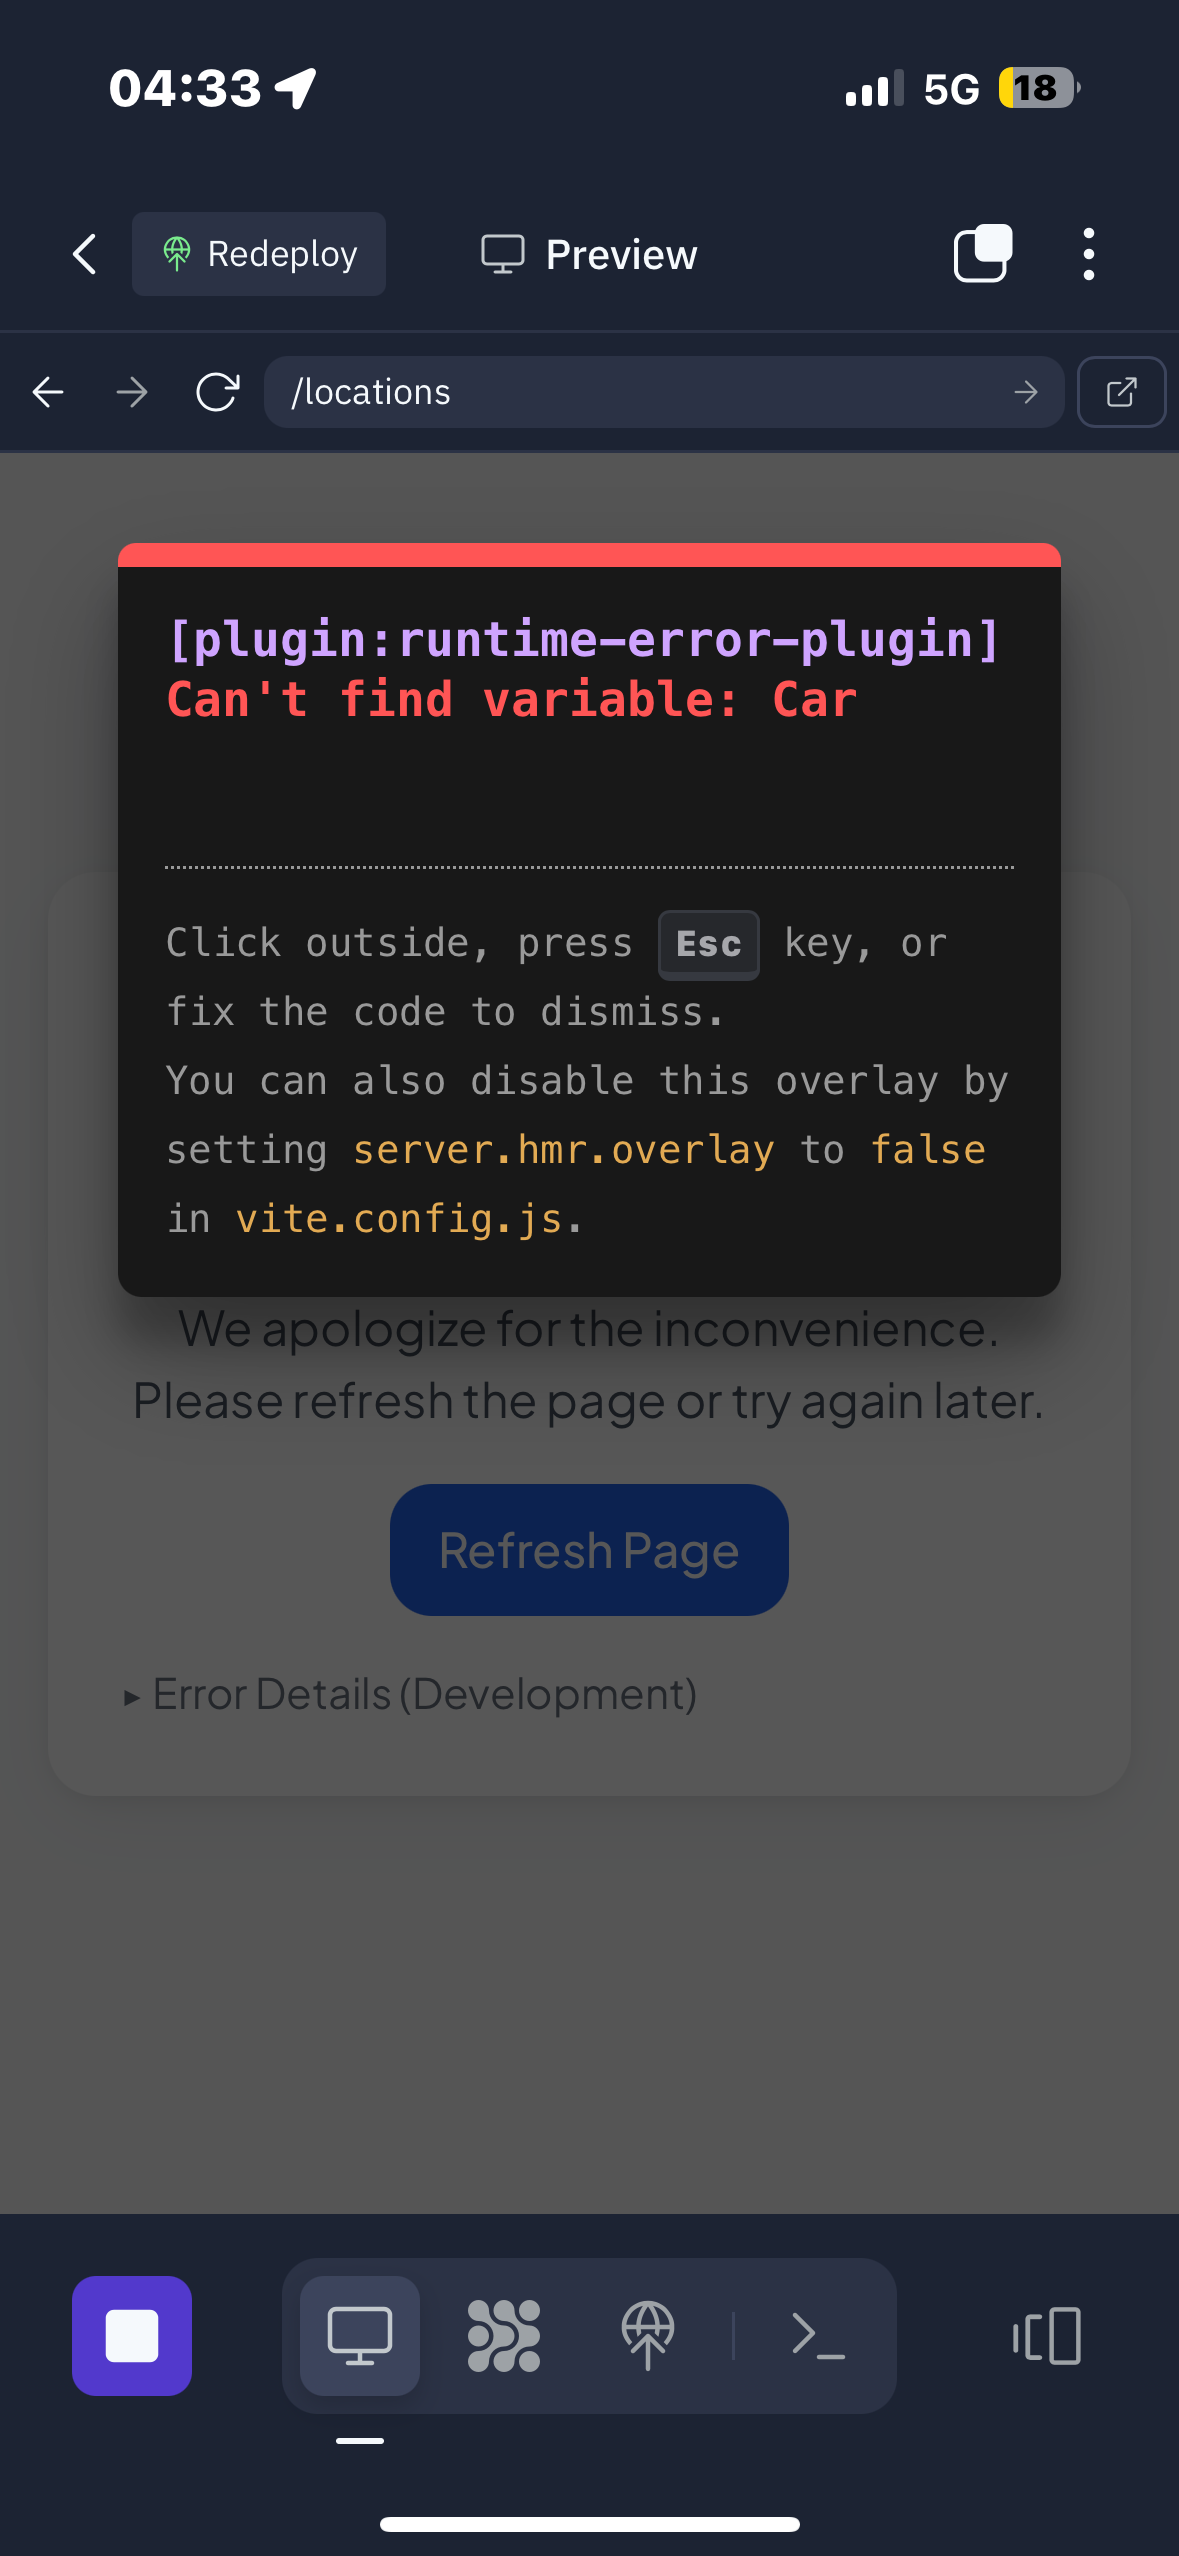 04:33
5G
18
Redeploy
Preview
/locations
[plugin:runtime-error-plugin]
Can't find variable: Car
Click outside, press Esc key, or
fix the code to dismiss.
You can also disable this overlay by
setting server.hmr.overlay to false
in vite.config.js.
We apologize for the inconvenience.
Please refresh the page or try again later.
Refresh Page
▸ Error Details (Development)